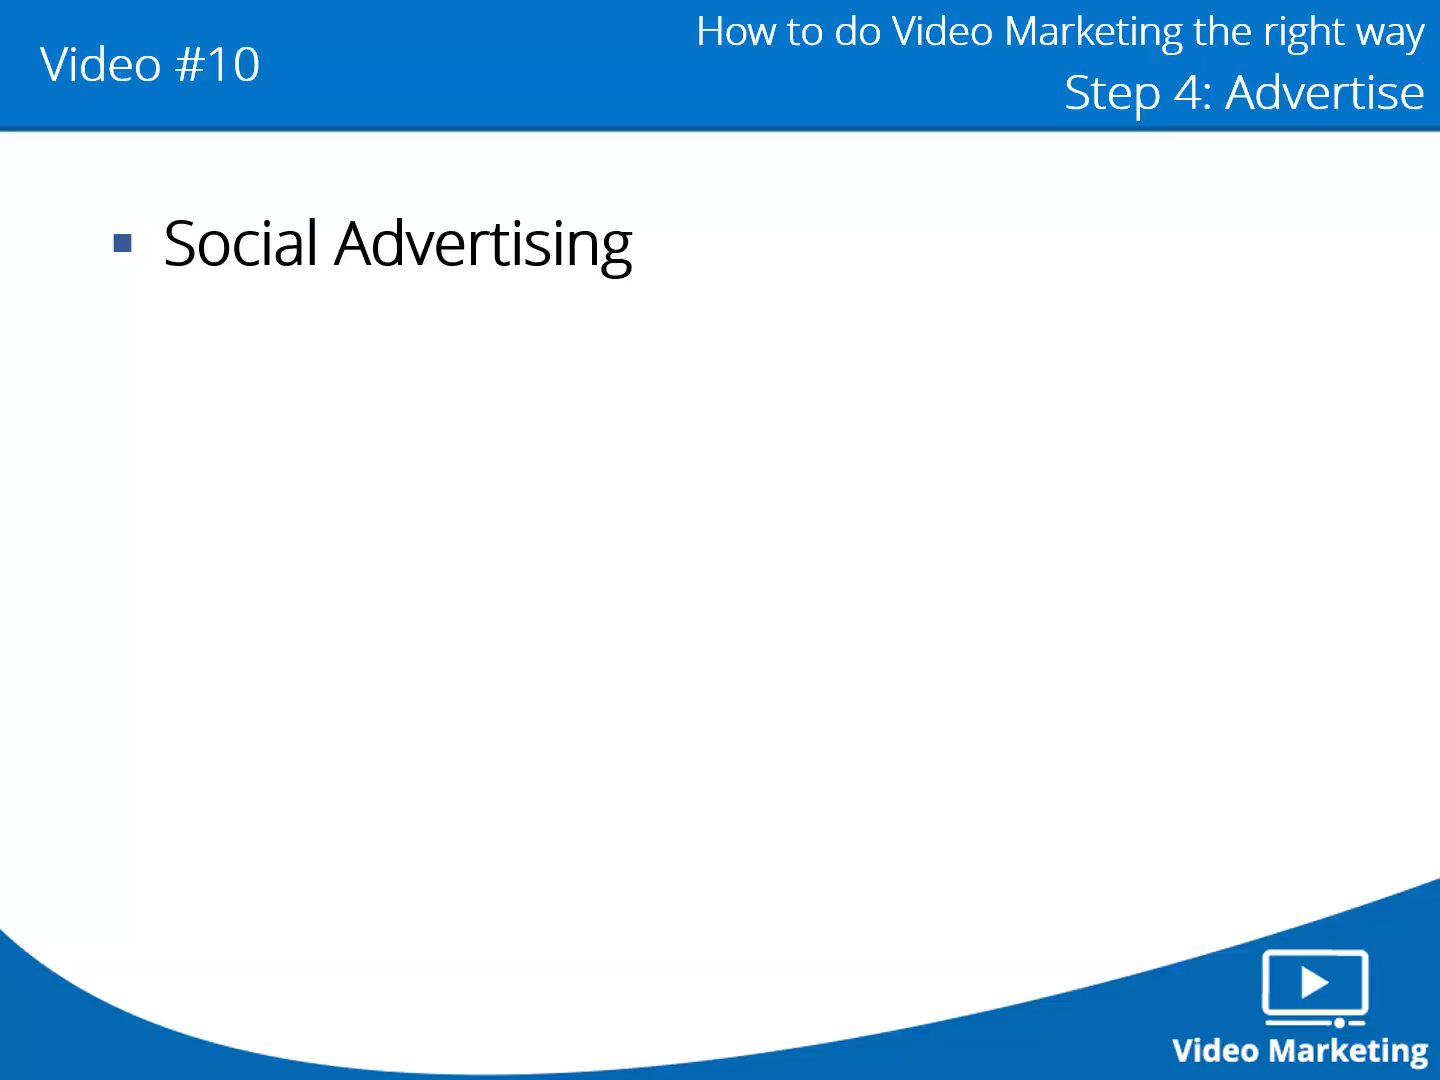 Video #10
How to do Video Marketing the right way
Step 4: Advertise
Social Advertising
Video Marketing